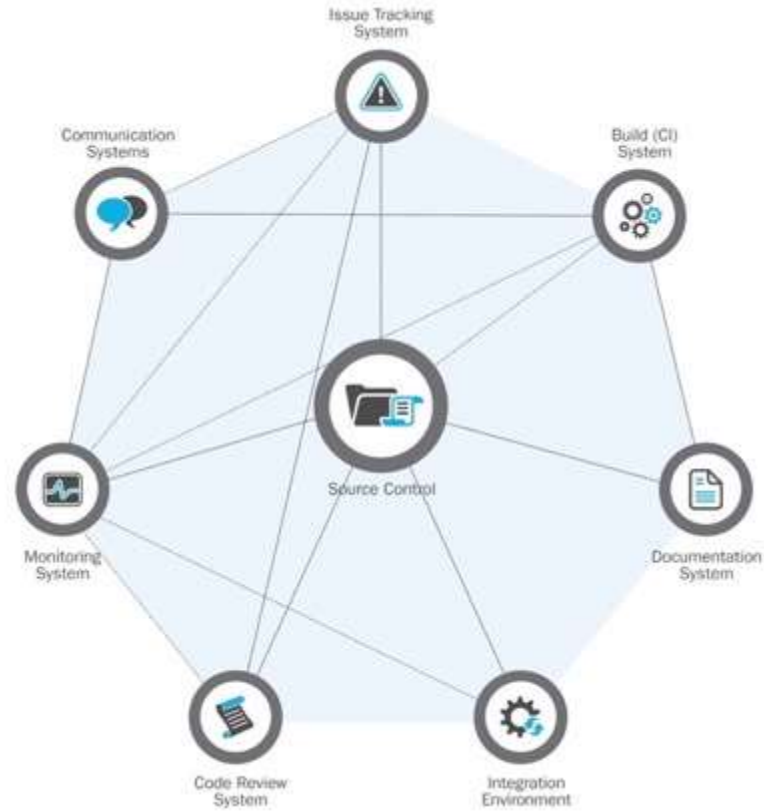 Issue Tracking
System
Communication
Systems
Build (CI)
System
Source Control
Monitoring
System
Documentation
System
Code Review
System
Integration
Environment